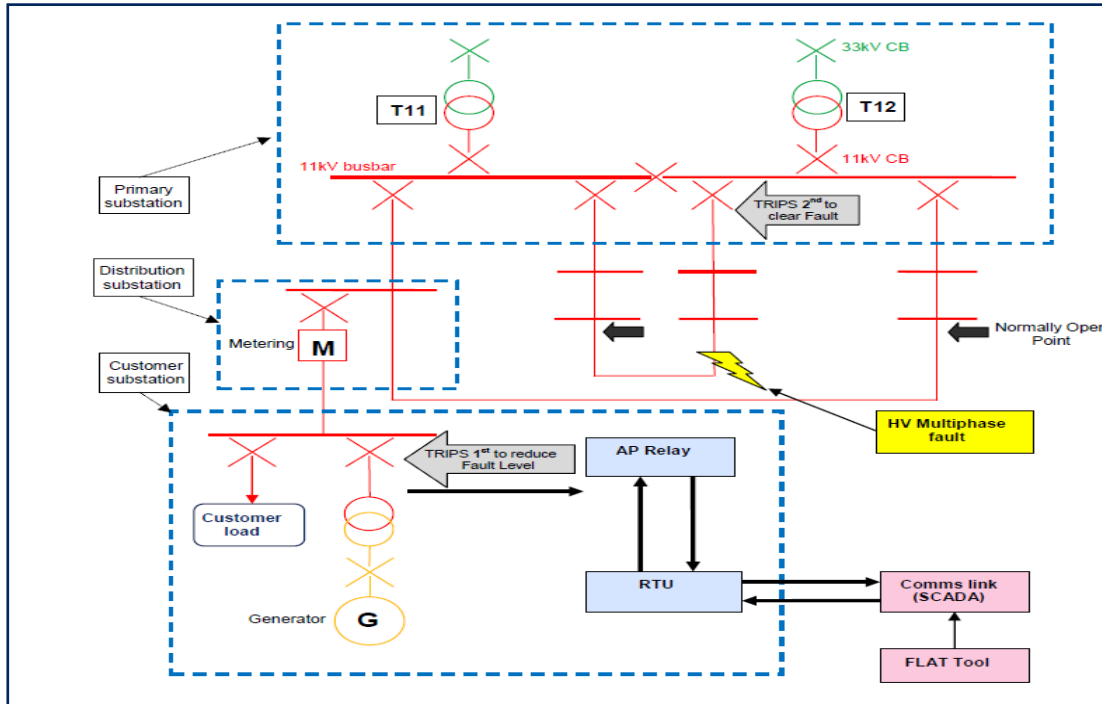 33kV CB
T11
T12
11kV busbar
11kV CB
Primary
substation
TRIPS 2nd to
clear Fault
Distribution
substation
Metering
M
Normally Open
Point
Customer
substation
HV Multiphase
fault
TRIPS 1st to reduce
Fault Level
AP Relay
Customer
load
RTU
Comms link
(SCADA)
Generator
G
FLAT Tool